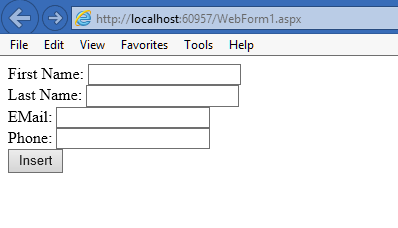 http://localhost:60957/WebForm1.aspx
File Edit View Favorites Tools Help
First Name:
Last Name:
EMail:
Phone:
Insert